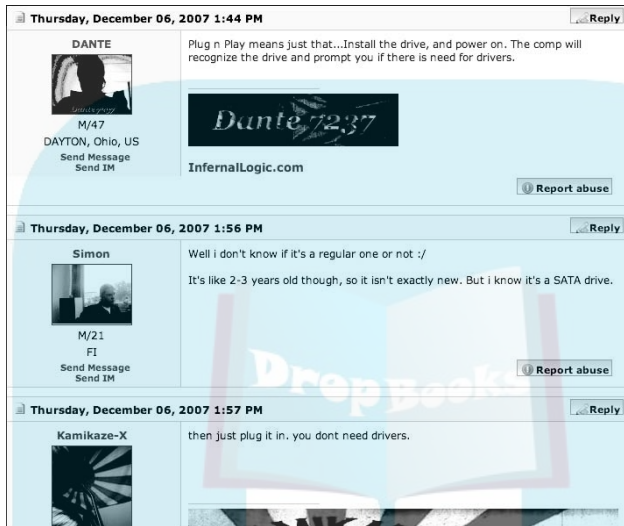 Thursday, December 06, 2007 1:44 PM
Reply
DANTE
Dante7237
M/47
DAYTON, Ohio, US
Send Message
Send IM
Plug n Play means just that...Install the drive, and power on. The comp will
recognize the drive and prompt you if there is need for drivers.
Dante7237
InfernalLogic.com
Report abuse
Thursday, December 06, 2007 1:56 PM
Reply
Simon
M/21
FI
Send Message
Send IM
Well i don't know if it's a regular one or not :/
It's like 2-3 years old though, so it isn't exactly new. But i know it's a SATA drive.
Report abuse
DropBooks
Thursday, December 06, 2007 1:57 PM
Reply
Kamikaze-X
then just plug it in. you dont need drivers.